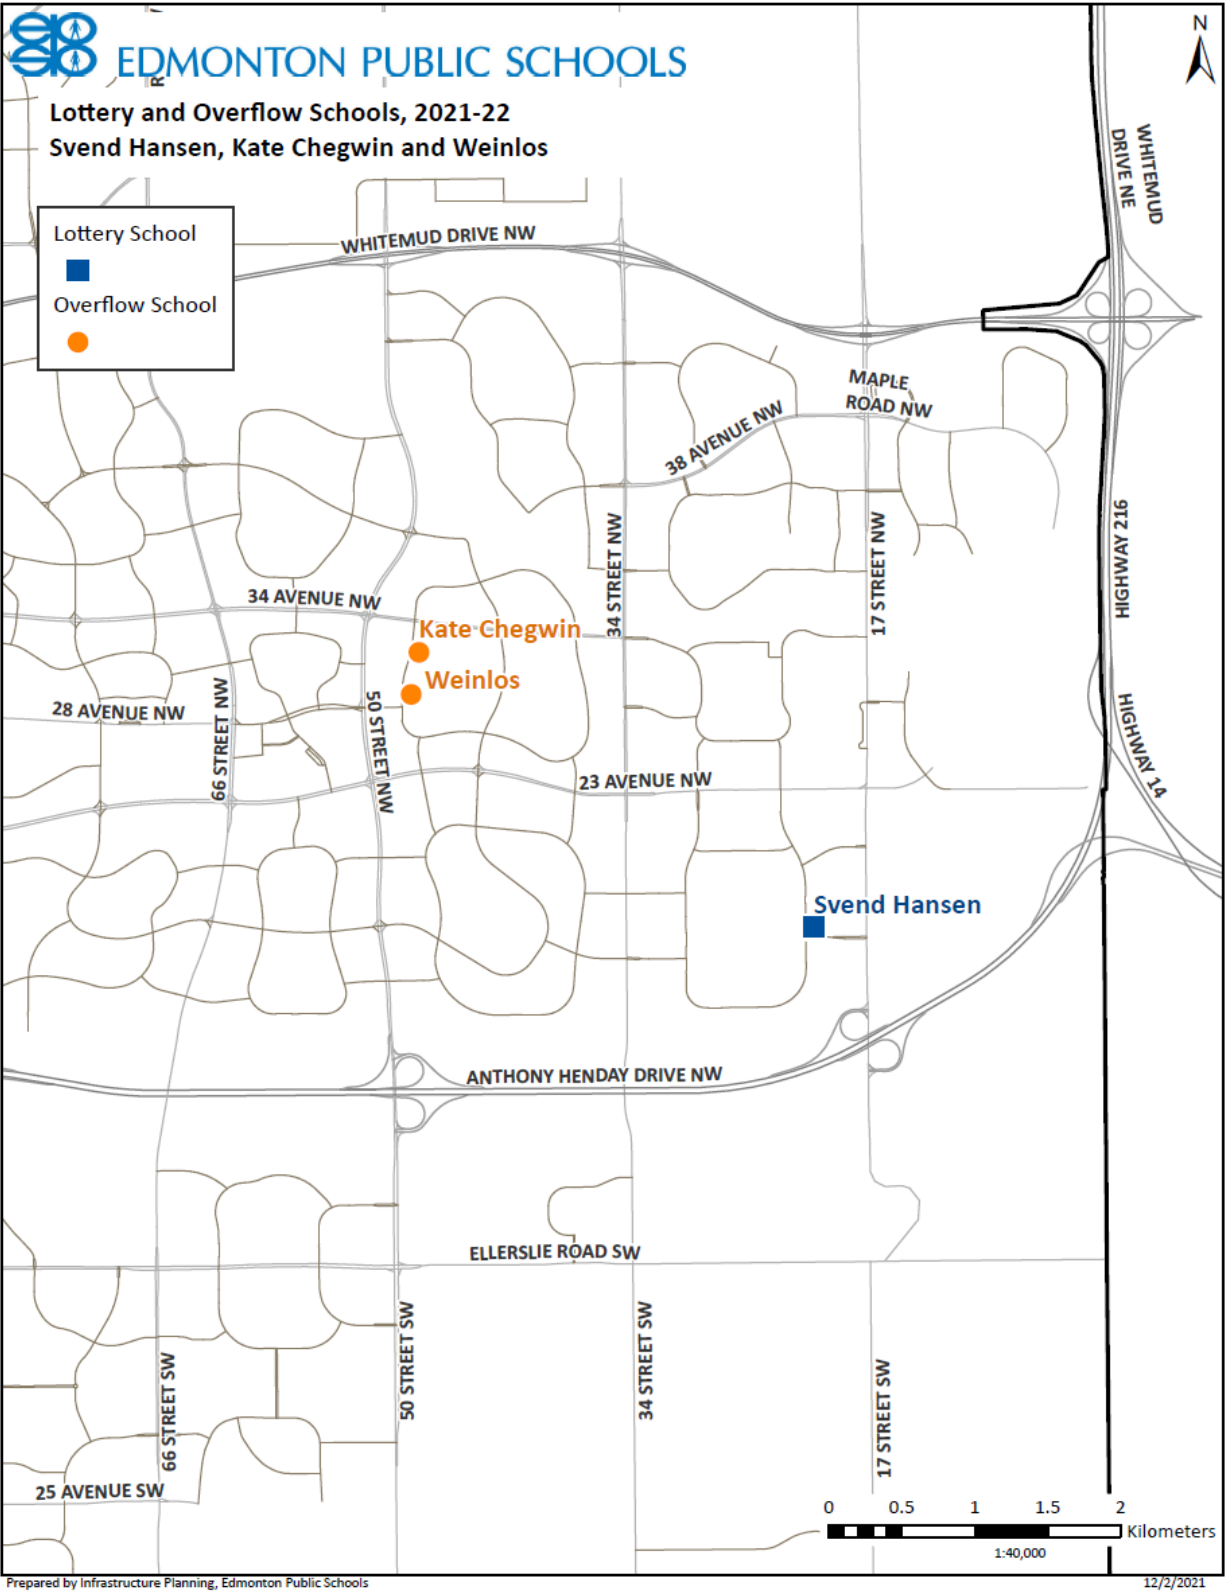 N
EDMONTON PUBLIC SCHOOLS
R
Lottery and Overflow Schools, 2021-22
Svend Hansen, Kate Chegwin and Weinlos
WHITEMUD
DRIVE NE
Lottery School
Overflow School
WHITEMUD DRIVE NW
MAPLE
ROAD NW
38 AVENUE NW
34 STREET NW
17 STREET NW
HIGHWAY 216
34 AVENUE NW
Kate Chegwin
Weinlos
28 AVENUE NW
66 STREET NW
50 STREET NW
HIGHWAY 14
23 AVENUE NW
Svend Hansen
ANTHONY HENDAY DRIVE NW
ELLERSLIE ROAD SW
66 STREET SW
50 STREET SW
34 STREET SW
17 STREET SW
25 AVENUE SW
0 0.5 1 1.5 2
Kilometers
1:40,000
Prepared by Infrastructure Planning, Edmonton Public Schools
12/2/2021